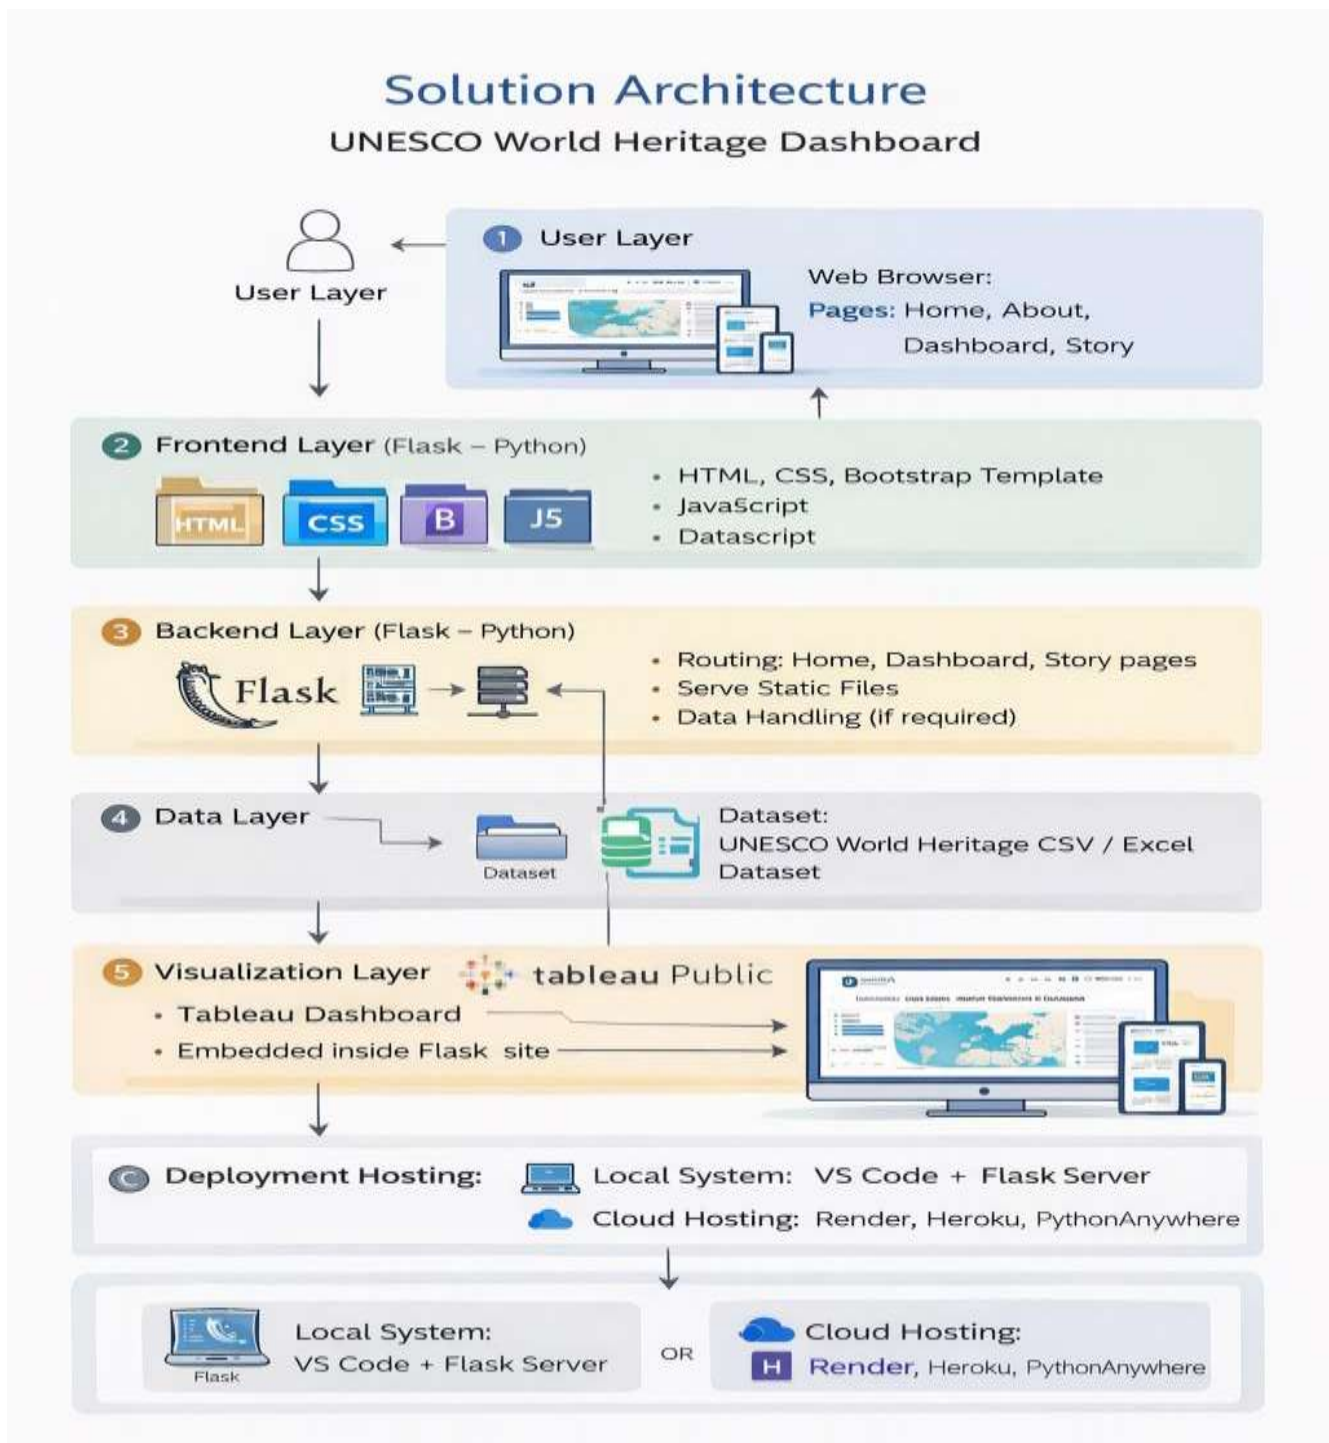 Solution Architecture
UNESCO World Heritage Dashboard
User Layer
1 User Layer
Web Browser:
Pages: Home, About,
Dashboard, Story
2 Frontend Layer (Flask – Python)
HTML
CSS
B
J5
• HTML, CSS, Bootstrap Template
• JavaScript
• Datascript
3 Backend Layer (Flask – Python)
Flask
• Routing: Home, Dashboard, Story pages
• Serve Static Files
• Data Handling (if required)
4 Data Layer
Dataset
Dataset:
UNESCO World Heritage CSV / Excel
Dataset
5 Visualization Layer
tableau Public
• Tableau Dashboard
• Embedded inside Flask site
C Deployment Hosting:
Local System: VS Code + Flask Server
Cloud Hosting: Render, Heroku, PythonAnywhere
Flask
Local System:
VS Code + Flask Server
OR
Cloud Hosting:
H Render, Heroku, PythonAnywhere